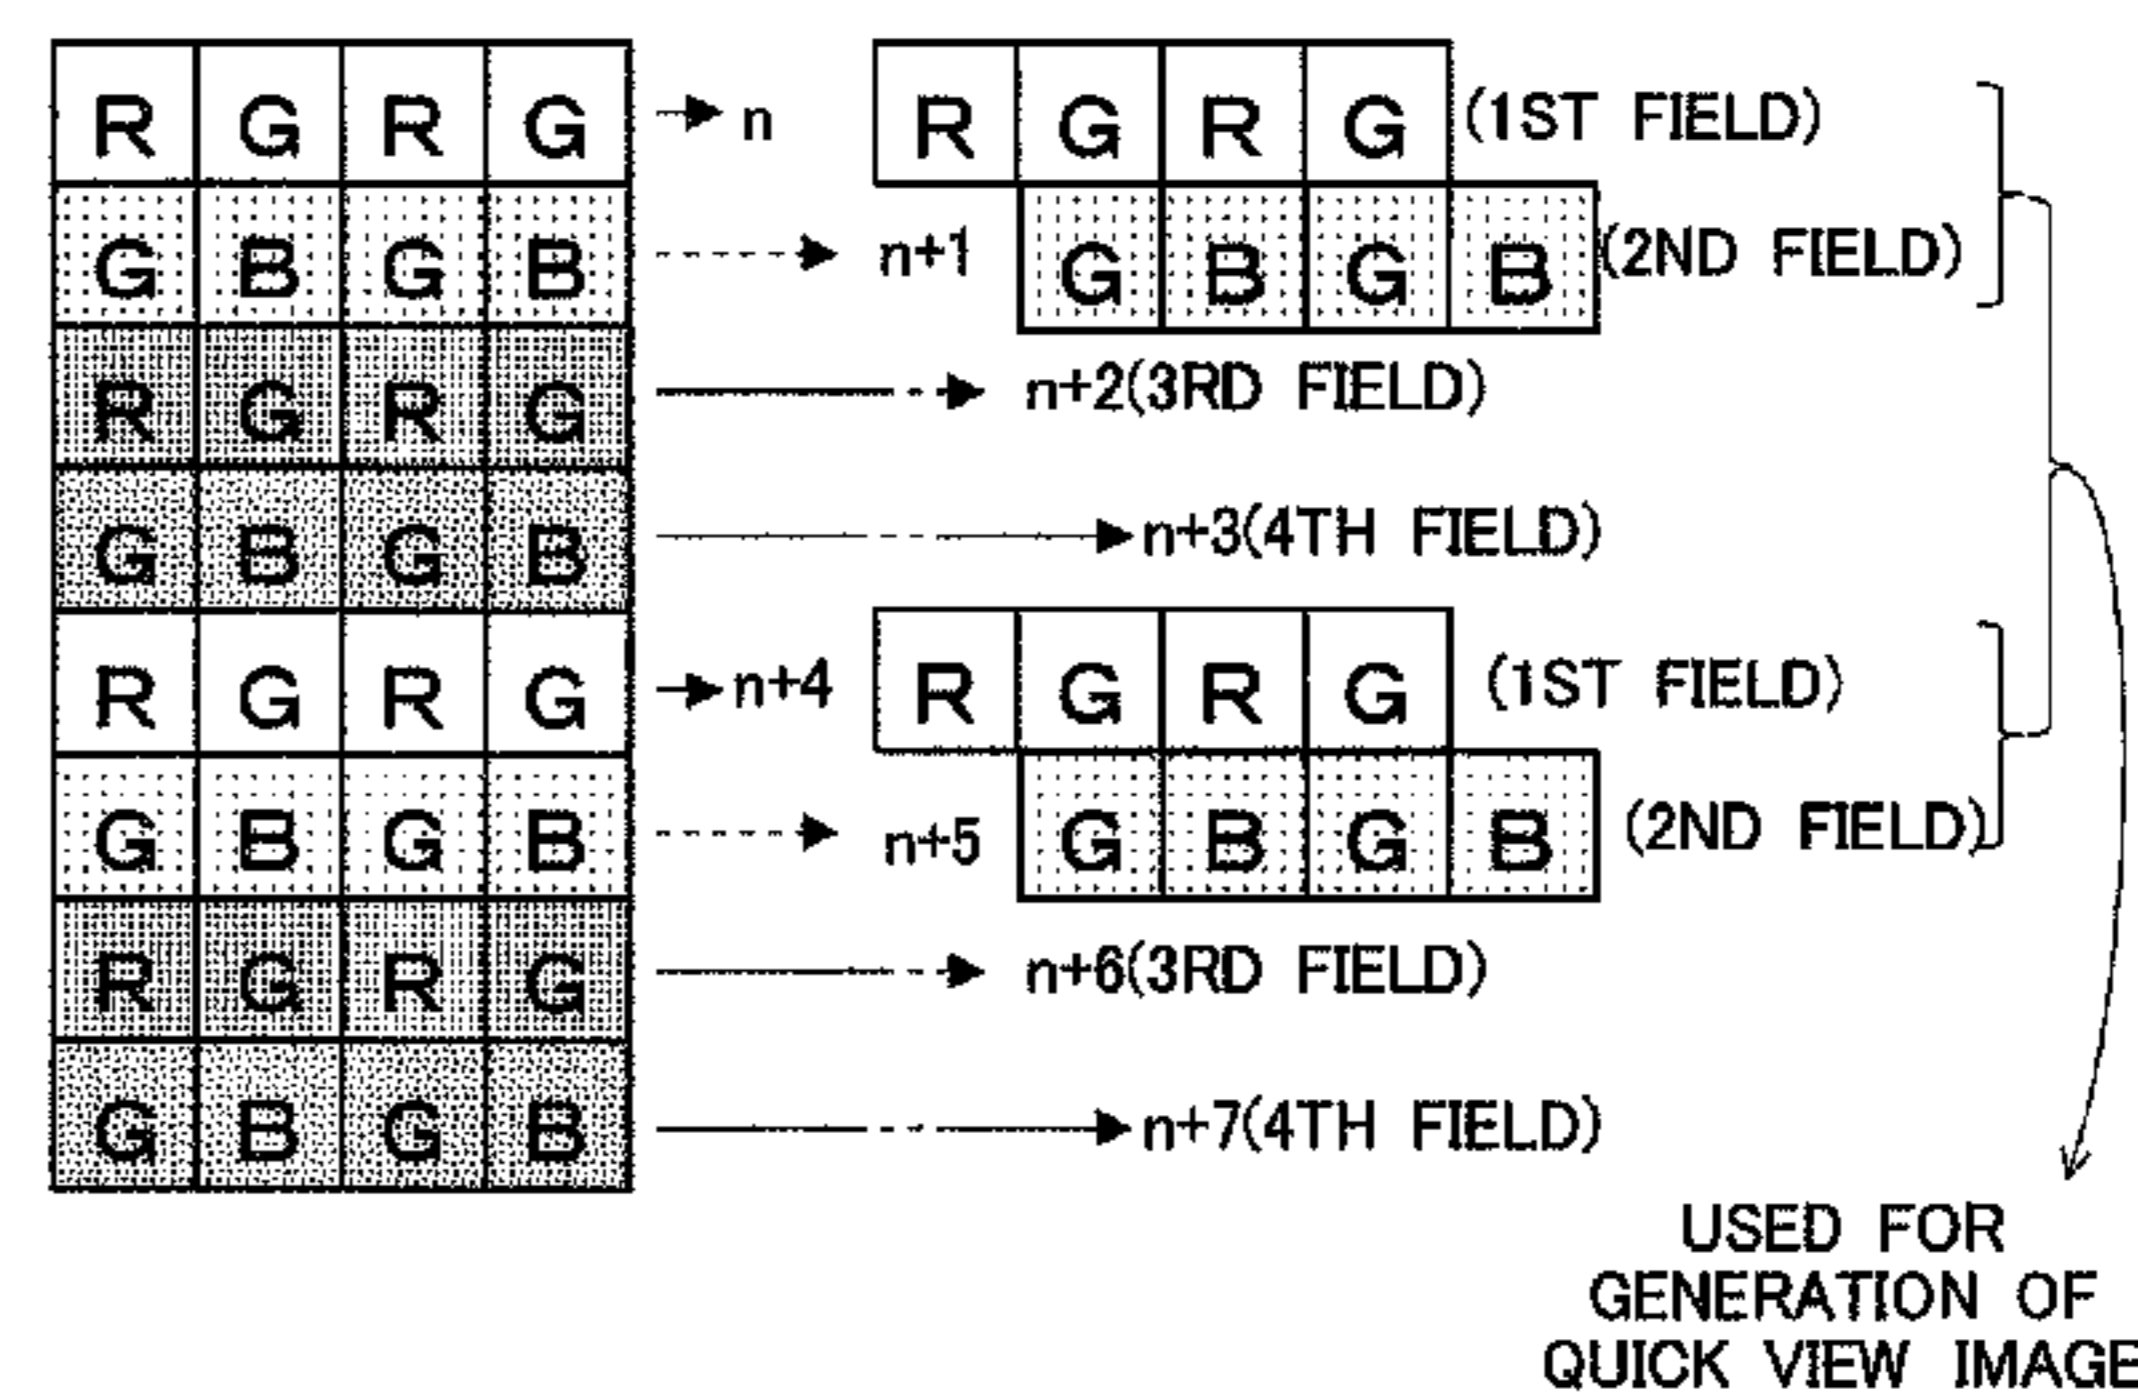 R G R G → n R G R G (1ST FIELD)
G B G B → n+1 G B G B (2ND FIELD)
R G R G → n+2(3RD FIELD)
G B G B → n+3(4TH FIELD)
R G R G → n+4 R G R G (1ST FIELD)
G B G B → n+5 G B G B (2ND FIELD)
R G R G → n+6(3RD FIELD)
G B G B → n+7(4TH FIELD)
USED FOR
GENERATION OF
QUICK VIEW IMAGE